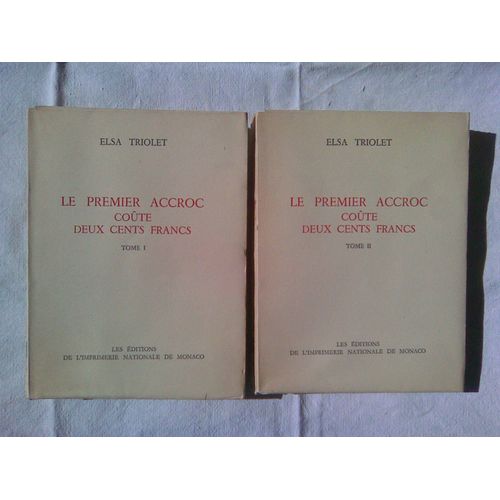 ELSA TRIOLET
LE PREMIER ACCROC
COÛTE
DEUX CENTS FRANCS
TOME I
LES ÉDITIONS
DE L'IMPRIMERIE NATIONALE DE MONACO
ELSA TRIOLET
LE PREMIER ACCROC
COÛTE
DEUX CENTS FRANCS
TOME II
LES ÉDITIONS
DE L'IMPRIMERIE NATIONALE DE MONACO